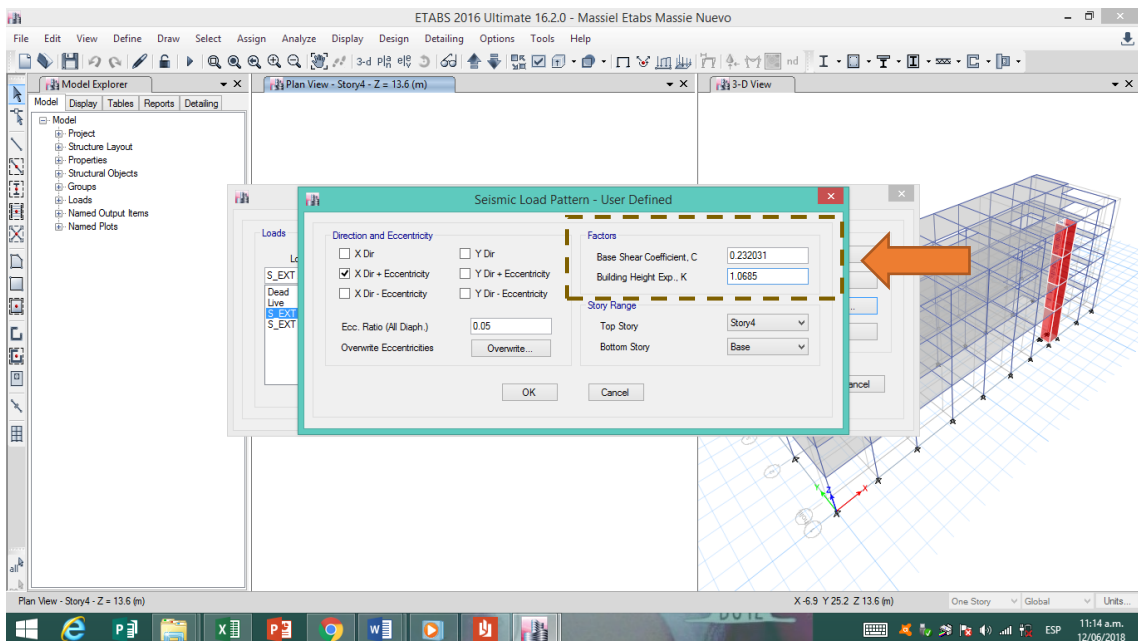 ETABS 2016 Ultimate 16.2.0 - Massiel Etabs Massie Nuevo
File Edit View Define Draw Select Assign Analyze Display Design Detailing Options Tools Help
3-d plạ elẹ nd
Model Explorer
Model Display Tables Reports Detailing
Model
Project
Structure Layout
Properties
Structural Objects
Groups
Loads
Named Output Items
Named Plots
Plan View - Story4 - Z = 13.6 (m)
3-D View
Loads
S_EXT
Dead
Live
S_EXT
S_EXT
Seismic Load Pattern - User Defined
Direction and Eccentricity
X Dir Y Dir
X Dir + Eccentricity Y Dir + Eccentricity
X Dir - Eccentricity Y Dir - Eccentricity
Ecc. Ratio (All Diaph.) 0.05
Overwrite Eccentricities Overwrite...
Factors
Base Shear Coefficient, C 0.232031
Building Height Exp., K 1.0685
Story Range
Top Story Story4
Bottom Story Base
OK Cancel
ancel
X
Y
Z
all
Plan View - Story4 - Z = 13.6 (m) X -6.9 Y 25.2 Z 13.6 (m) One Story Global Units...
ESP 11:14 a.m.
12/06/2018